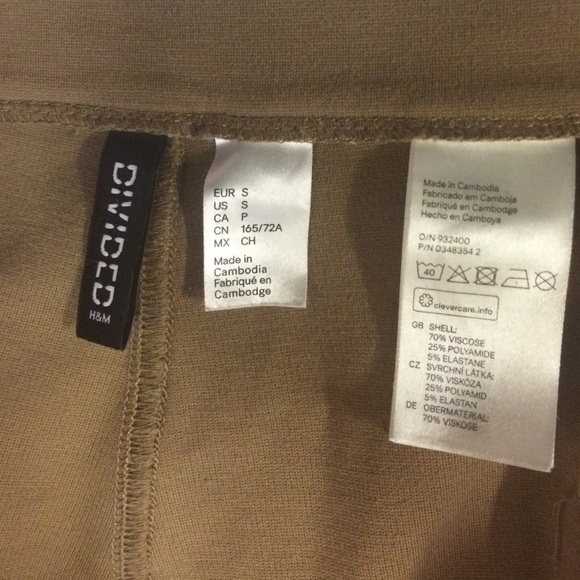 DIVIDED
H&M
EUR S
US S
CA P
CN 165/72A
MX CH
Made in
Cambodia
Fabriqué en
Cambodge
Made in Cambodia
Fabricado em Camboja
Fabriqué en Cambodge
Hecho en Camboya
O/N 932400
P/N 0348354 2
40
clevercare.info
GB SHELL:
70% VISCOSE
25% POLYAMIDE
5% ELASTANE
CZ SVRCHNÍ LÁTKA:
70% VISKÓZA
25% POLYAMID
5% ELASTAN
DE OBERMATERIAL:
70% VISKOSE